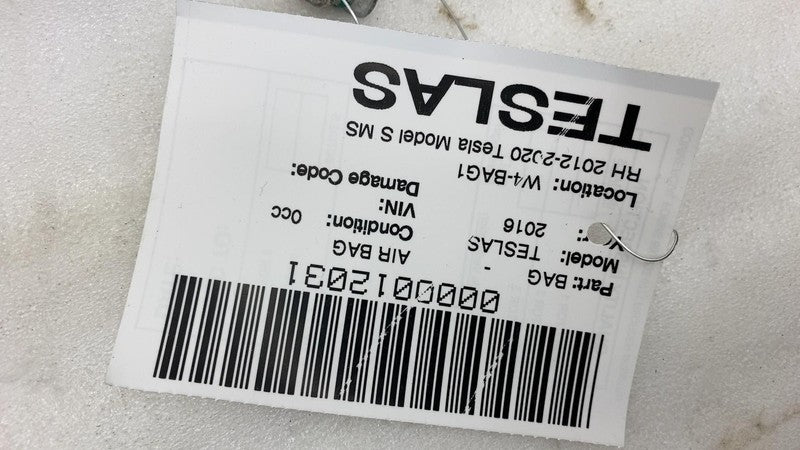 0000012031
Part: BAG - AIR BAG
Model: TESLAS Condition: 0cc
2016 VIN:
Location: W4-BAG1 Damage Code:
RH 2012-2020 Tesla Model S MS
TESLAS